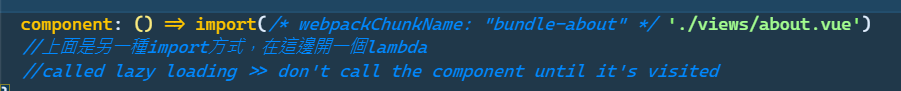 component: () => import(/* webpackChunkName: "bundle-about" */ './views/about.vue')
//上面是另一種import方式，在這邊開一個lambda
//called lazy loading >> don't call the component until it's visited
}